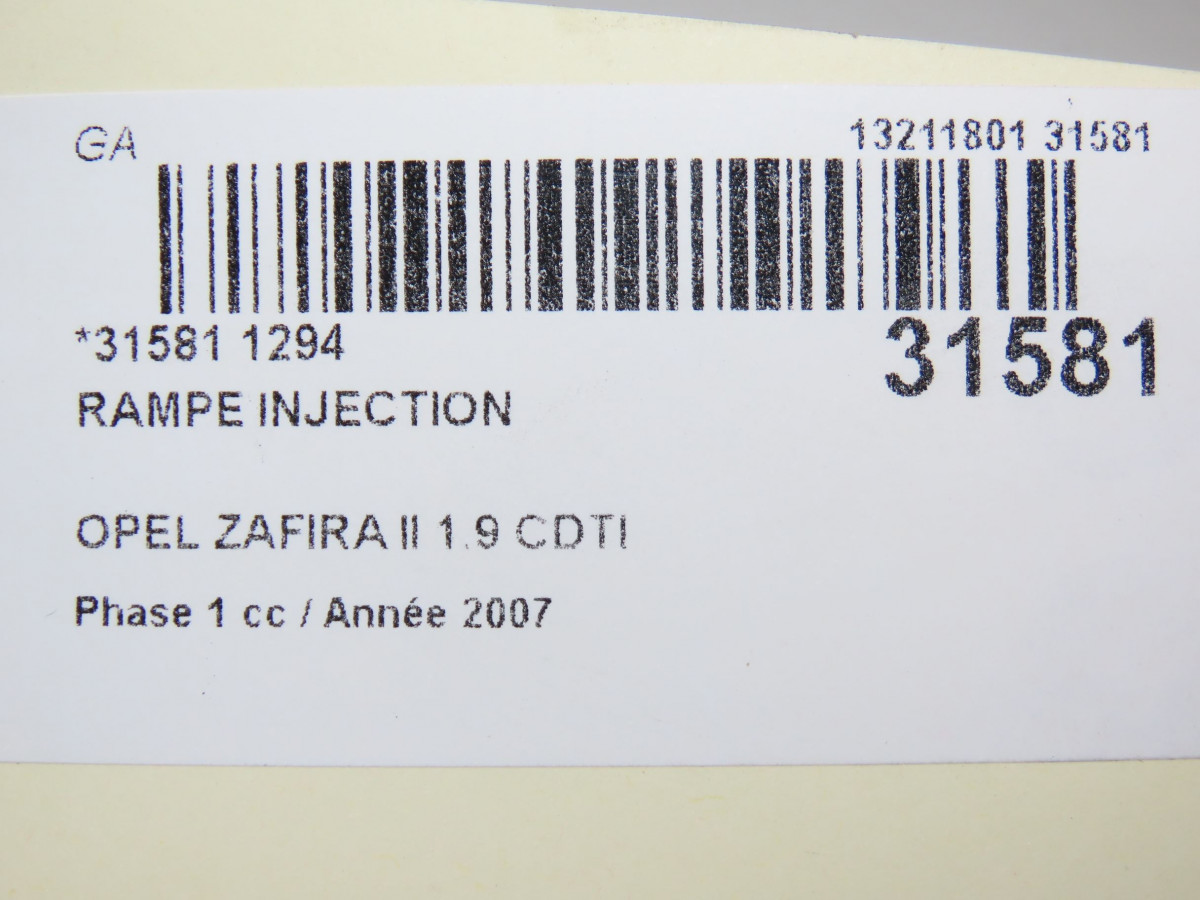 GA
13211801 31581
*31581 1294
31581
RAMPE INJECTION
OPEL ZAFIRA II 1.9 CDTI
Phase 1 cc / Année 2007